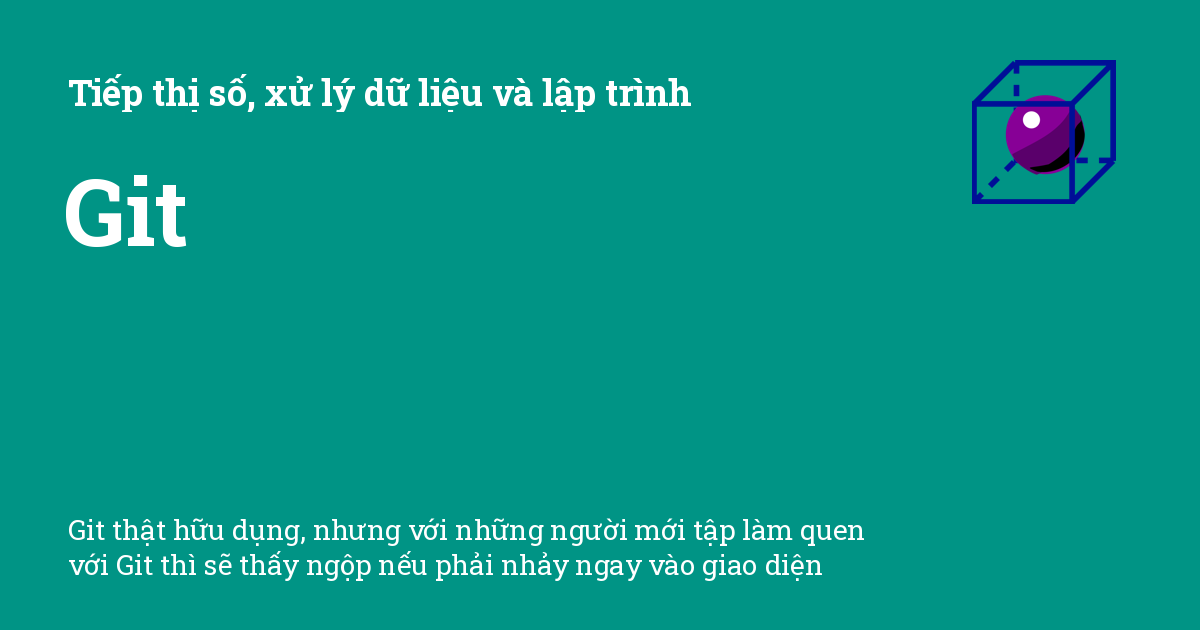 Tiếp thị số, xử lý dữ liệu và lập trình
Git
Git thật hữu dụng, nhưng với những người mới tập làm quen
với Git thì sẽ thấy ngộp nếu phải nhảy ngay vào giao diện